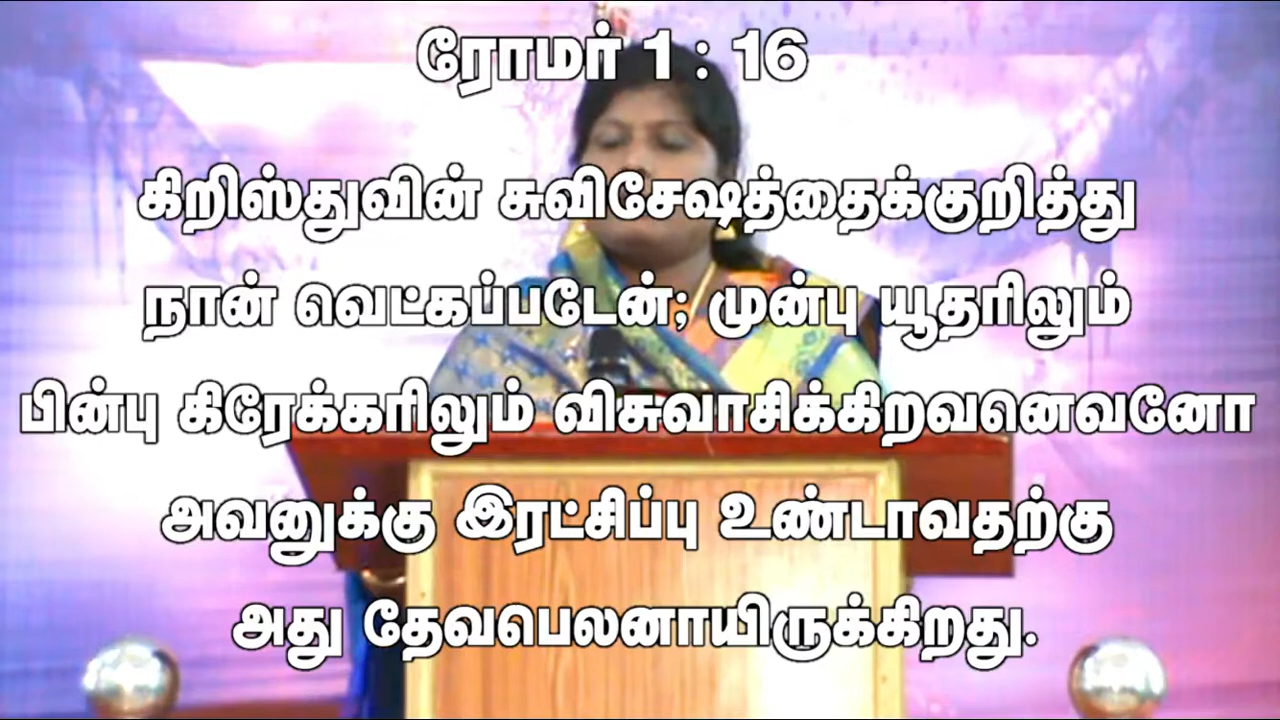 ரோமர் 1 : 16
கிறிஸ்துவின் சுவிசேஷத்தைக்குறித்து
நான் வெட்கப்படேன்; முன்பு யூதரிலும்
பின்பு கிரேக்கரிலும் விசுவாசிக்கிறவனெவனோ
அவனுக்கு இரட்சிப்பு உண்டாவதற்கு
அது தேவபெலனாயிருக்கிறது.